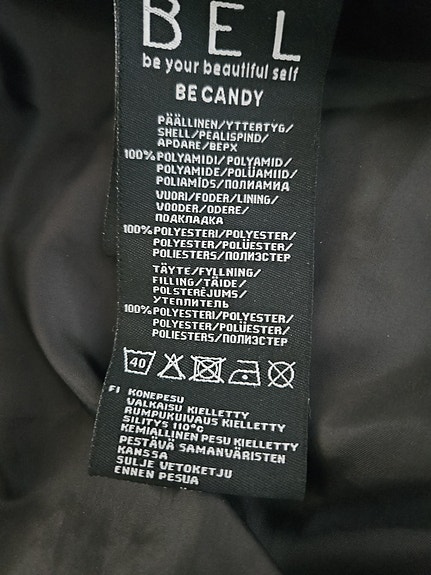 BEL
be your beautiful self
BECANDY
PÄÄLLINEN/YTTERTYG/
SHELL/PEALISPIND/
APDARE/ВЕРХ
100%POLYAMIDI/POLYAMID/
POLYAMIDE/POLÜAMIID/
POLIAMĪDS/ПОЛИАМИД
VUORI/FODER/LINING/
VOODER/ODERE/
ПОДКЛАДКА
100%POLYESTERI/POLYESTER/
POLYESTER/POLÜESTER/
POLIESTERS/ПОЛИЭСТЕР
TÄYTE/FYLLNING/
FILLING/TÄIDE/
POLSTERĒJUMS/
УТЕПЛИТЕЛЬ
100%POLYESTERI/POLYESTER/
POLYESTER/POLÜESTER/
POLIESTERS/ПОЛИЭСТЕР
40
FI KONEPESU
VALKAISU KIELLETTY
RUMPUKUIVAUS KIELLETTY
SILITYS 110°C
KEMIALLINEN PESU KIELLETTY
PESTÄVÄ SAMANVÄRISTEN
KANSSA
SULJE VETOKETJU
ENNEN PESUA